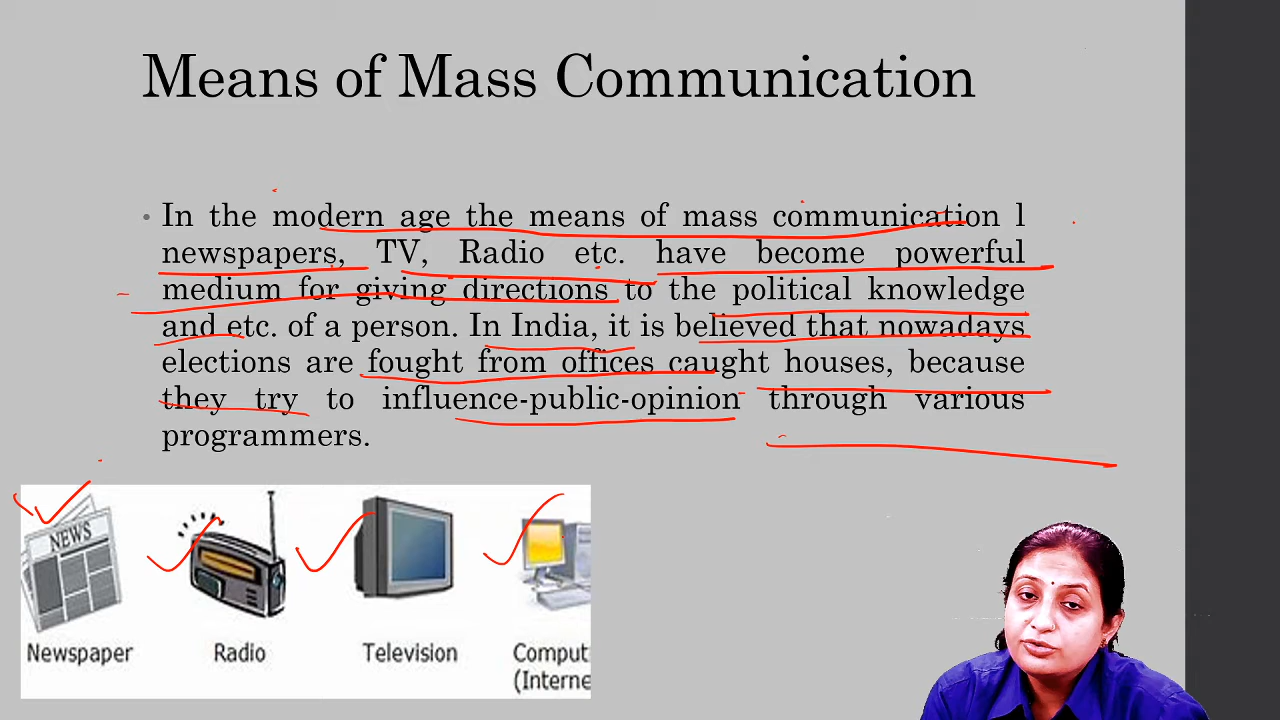 Means of Mass Communication
• In the modern age the means of mass communication l
newspapers, TV, Radio etc. have become powerful
medium for giving directions to the political knowledge
and etc. of a person. In India, it is believed that nowadays
elections are fought from offices caught houses, because
they try to influence-public-opinion through various
programmers.
NEWS
Newspaper
Radio
Television
Comput
(Interne